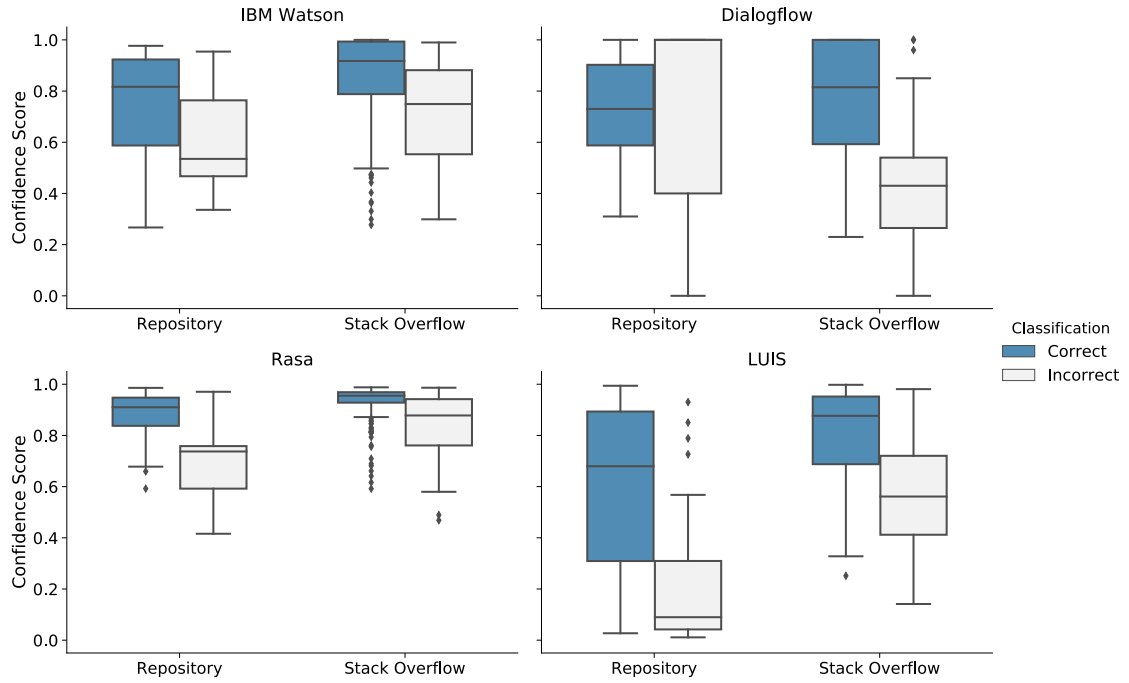 IBM Watson
Dialogflow
1.0
0.8
0.6
0.4
0.2
0.0
Confidence Score
Repository
Stack Overflow
Repository
Stack Overflow
Classification
Correct
Incorrect
Rasa
LUIS
1.0
0.8
0.6
0.4
0.2
0.0
Confidence Score
Repository
Stack Overflow
Repository
Stack Overflow